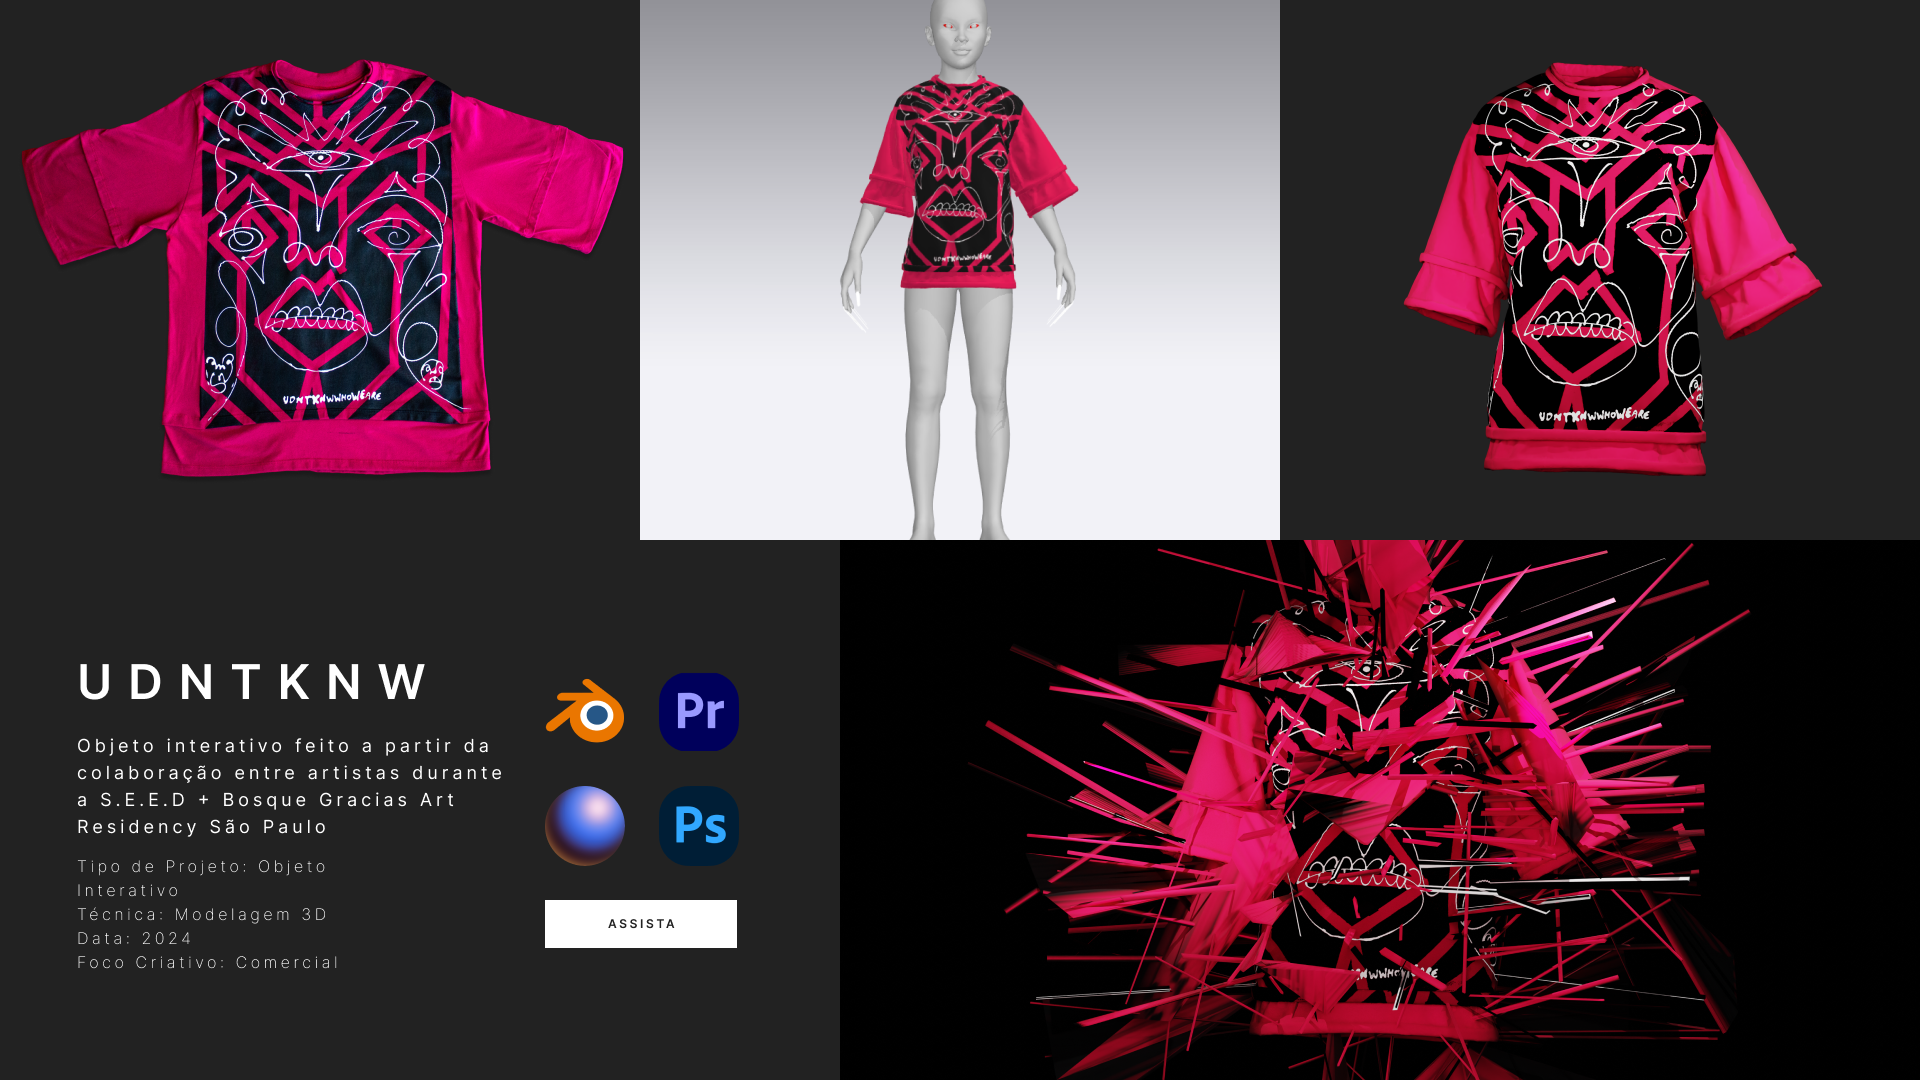 UDNTKNWWHOWEARE
UDNTKNWWHOWEARE
UDNTKNWWHOWEARE
UDNTKNW
Objeto interativo feito a partir da
colaboração entre artistas durante
a S.E.E.D + Bosque Gracias Art
Residency São Paulo
Tipo de Projeto: Objeto
Interativo
Técnica: Modelagem 3D
Data: 2024
Foco Criativo: Comercial
Pr
Ps
ASSISTA